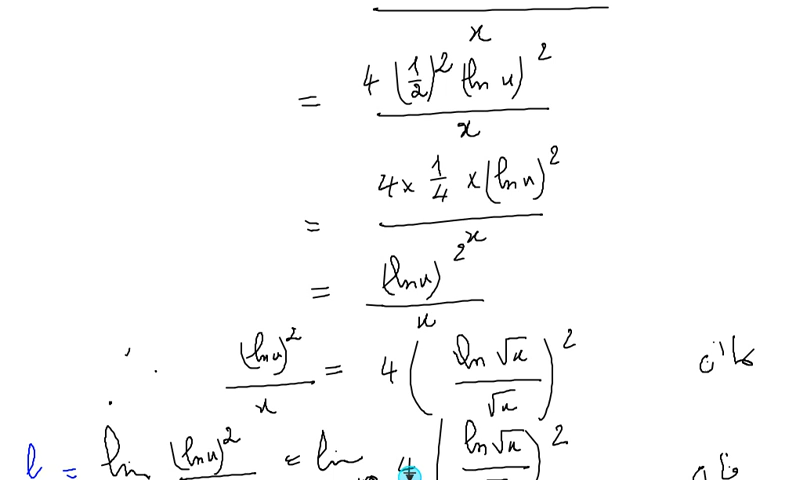 x
4 (1/2)^2 (ln x)^2
= ―――
x
4 × 1/4 × (ln x)^2
= ―――
x
= (ln x)^2 / x
∴ (ln x)^2 / x = 4 ( ln √x / √x )^2
l = lim (ln x)^2 = lim 4 ( ln √x )^2